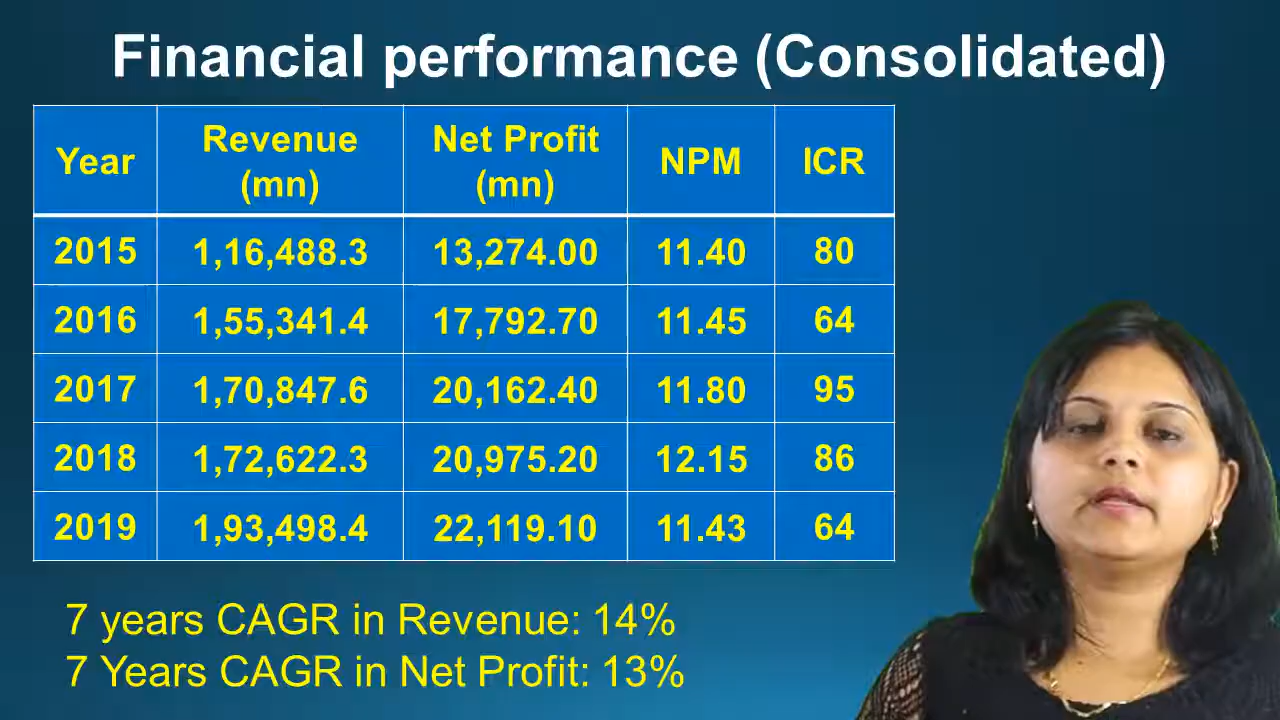 Financial performance (Consolidated)
Year Revenue (mn) Net Profit (mn) NPM ICR
2015 1,16,488.3 13,274.00 11.40 80
2016 1,55,341.4 17,792.70 11.45 64
2017 1,70,847.6 20,162.40 11.80 95
2018 1,72,622.3 20,975.20 12.15 86
2019 1,93,498.4 22,119.10 11.43 64
7 years CAGR in Revenue: 14%
7 Years CAGR in Net Profit: 13%